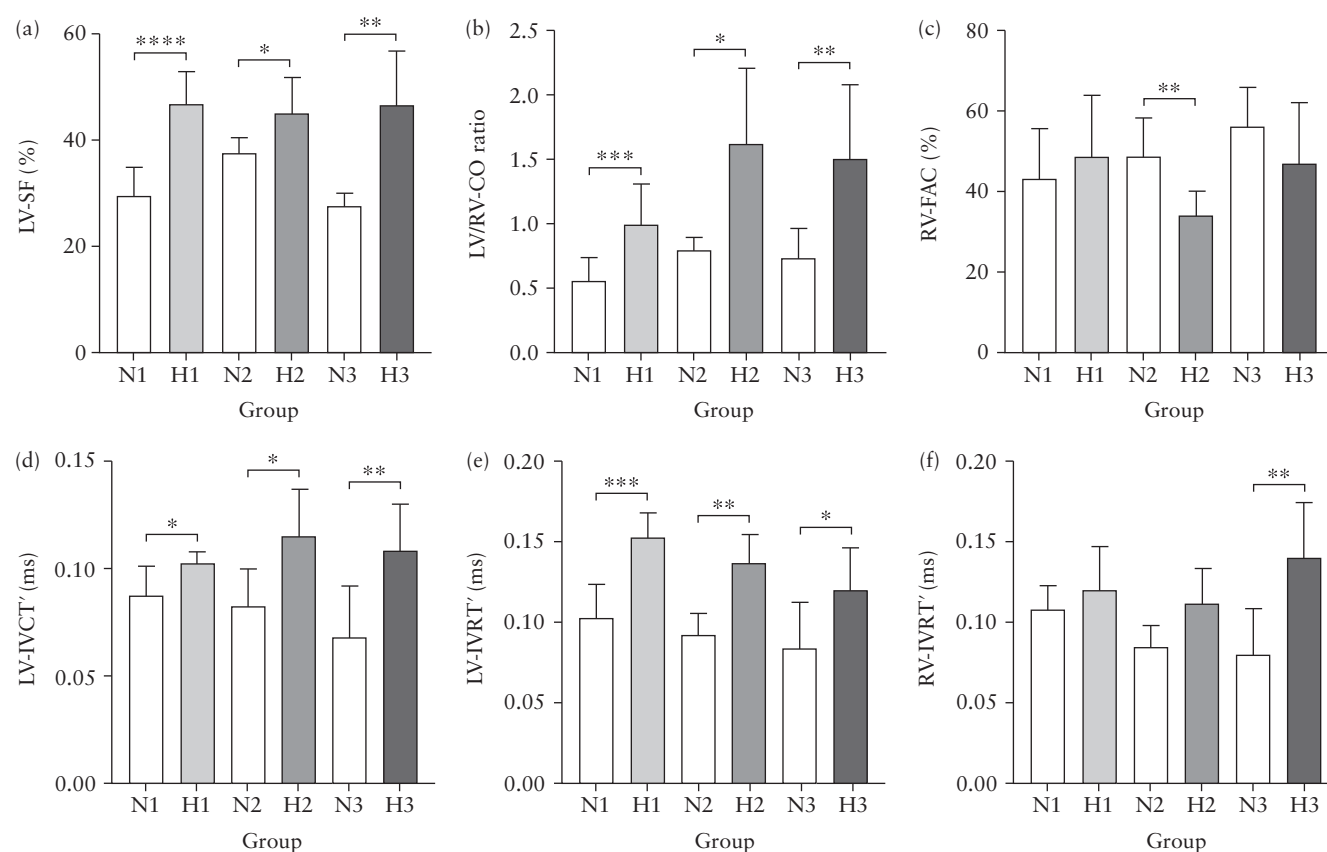 (a)
LV-SF (%)
60
40
20
0
****
*
**
N1 H1 N2 H2 N3 H3
Group
(b)
LV/RV-CO ratio
2.5
2.0
1.5
1.0
0.5
0.0
***
*
**
N1 H1 N2 H2 N3 H3
Group
(c)
RV-FAC (%)
80
60
40
20
0
**
N1 H1 N2 H2 N3 H3
Group
(d)
LV-IVCT′ (ms)
0.15
0.10
0.05
0.00
*
*
**
N1 H1 N2 H2 N3 H3
Group
(e)
LV-IVRT′ (ms)
0.20
0.15
0.10
0.05
0.00
***
**
*
N1 H1 N2 H2 N3 H3
Group
(f)
RV-IVRT′ (ms)
0.20
0.15
0.10
0.05
0.00
**
N1 H1 N2 H2 N3 H3
Group